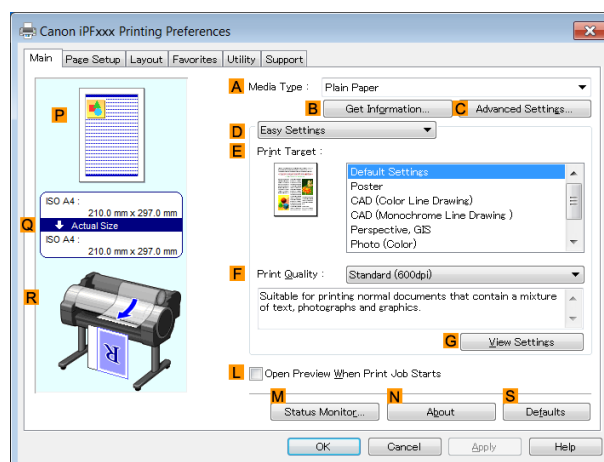 Canon iPFxxx Printing Preferences
Main Page Setup Layout Favorites Utility Support
A Media Type : Plain Paper
B Get Information... C Advanced Settings...
D Easy Settings
E Print Target :
Default Settings
Poster
CAD (Color Line Drawing)
CAD (Monochrome Line Drawing )
Perspective, GIS
Photo (Color)
F Print Quality : Standard (600dpi)
Suitable for printing normal documents that contain a mixture
of text, photographs and graphics.
G View Settings
P
ISO A4 :
210.0 mm x 297.0 mm
Q Actual Size
ISO A4 :
210.0 mm x 297.0 mm
R
R
L Open Preview When Print Job Starts
M N S
Status Monitor... About Defaults
OK Cancel Apply Help